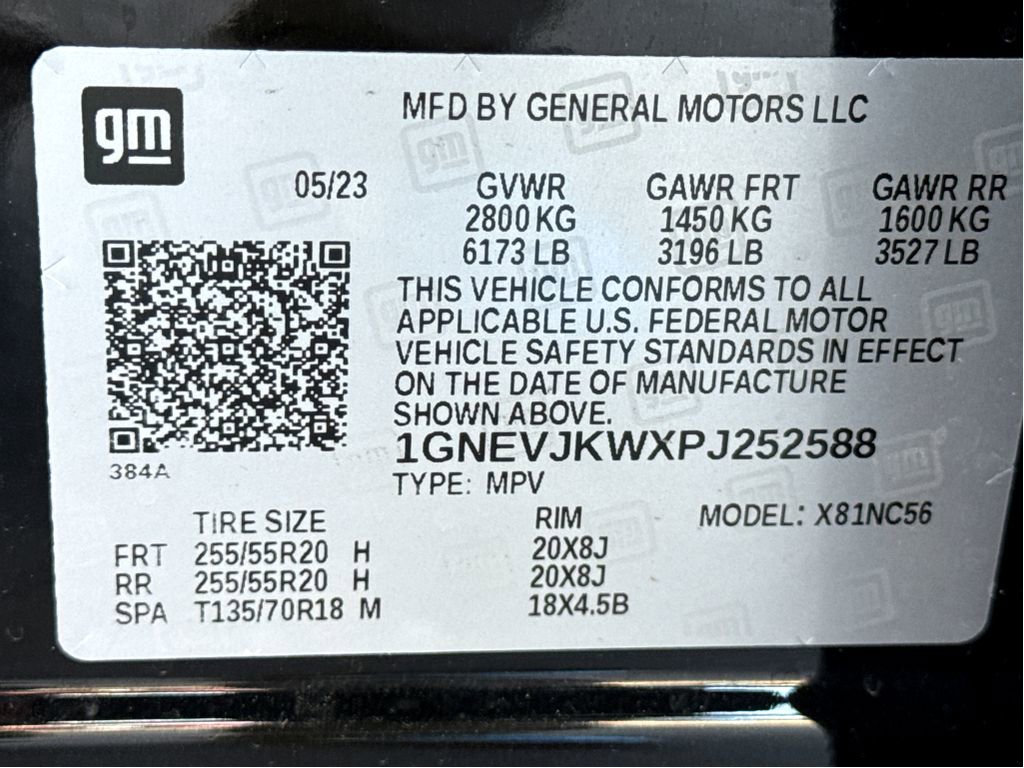 gm
MFD BY GENERAL MOTORS LLC
05/23 GVWR GAWR FRT GAWR RR
2800 KG 1450 KG 1600 KG
6173 LB 3196 LB 3527 LB
THIS VEHICLE CONFORMS TO ALL
APPLICABLE U.S. FEDERAL MOTOR
VEHICLE SAFETY STANDARDS IN EFFECT
ON THE DATE OF MANUFACTURE
SHOWN ABOVE.
1GNEVJKWXPJ252588
384A
TYPE: MPV
TIRE SIZE RIM MODEL: X81NC56
FRT 255/55R20 H 20X8J
RR 255/55R20 H 20X8J
SPA T135/70R18 M 18X4.5B